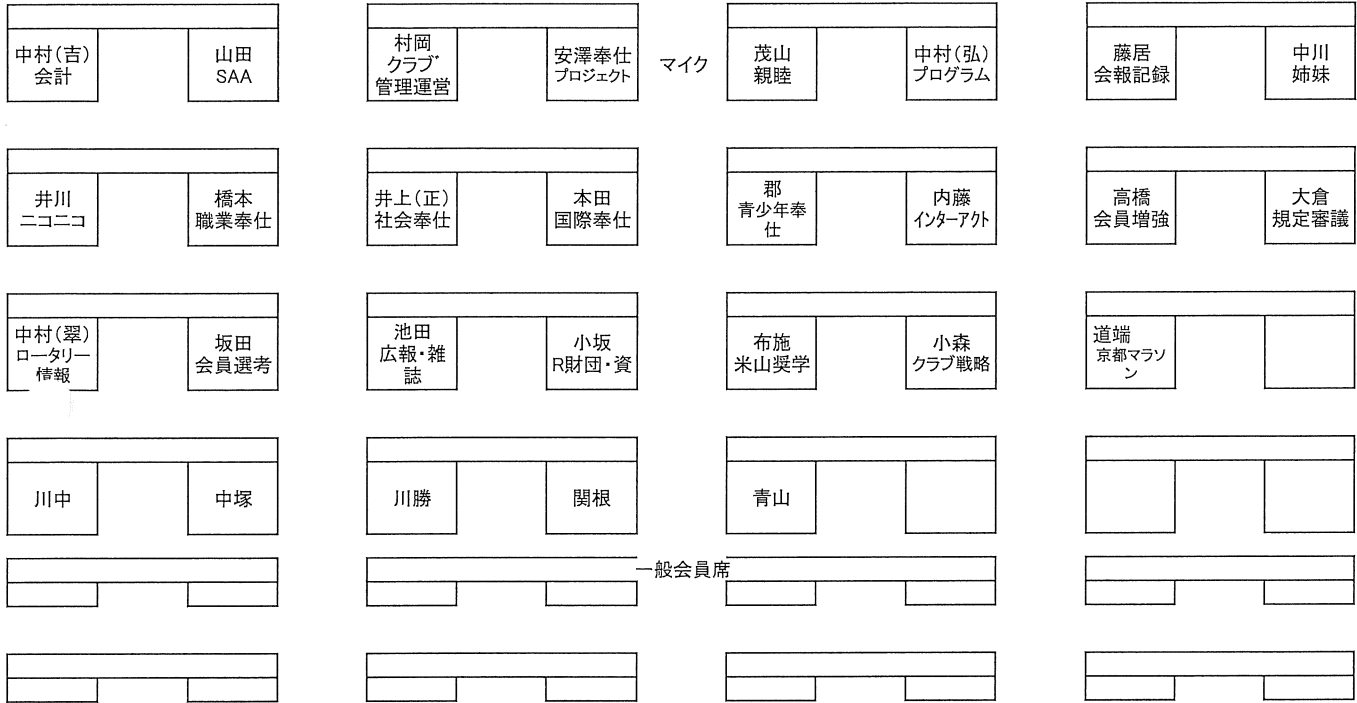 中村(吉)
会計
山田
SAA
村岡
クラブ
管理運営
安澤奉仕
プロジェクト
マイク
茂山
親睦
中村(弘)
プログラム
藤居
会報記録
中川
姉妹
井川
ニコニコ
橋本
職業奉仕
井上(正)
社会奉仕
本田
国際奉仕
郡
青少年奉
仕
内藤
インターアクト
高橋
会員増強
大倉
規定審議
中村(翠)
ロータリー
情報
坂田
会員選考
池田
広報・雑
誌
小坂
R財団・資
布施
米山奨学
小森
クラブ戦略
道端
京都マラソ
ン
川中
中塚
川勝
関根
青山
一般会員席